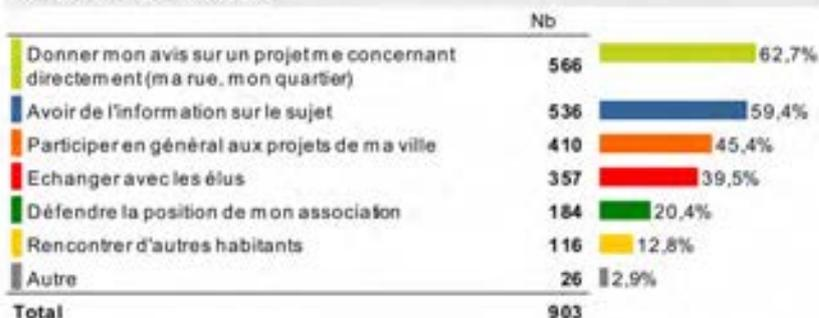 Nb
Donner mon avis sur un projet me concernant
directement (ma rue, mon quartier) 566 62,7%
Avoir de l'information sur le sujet 536 59,4%
Participer en général aux projets de ma ville 410 45,4%
Echanger avec les élus 357 39,5%
Défendre la position de mon association 184 20,4%
Rencontrer d'autres habitants 116 12,8%
Autre 26 2,9%
Total 903